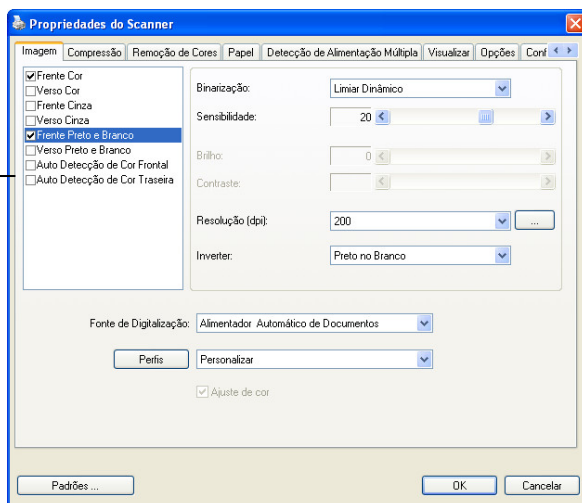 Propriedades do Scanner
Imagem Compressão Remoção de Cores Papel Detecção de Alimentação Múltipla Visualizar Opções Conf
Frente Cor
Verso Cor
Frente Cinza
Verso Cinza
Frente Preto e Branco
Verso Preto e Branco
Auto Detecção de Cor Frontal
Auto Detecção de Cor Traseira
Binarização: Limiar Dinâmico
Sensibilidade: 20
Brilho: 0
Contraste:
Resolução (dpi): 200 ...
Inverter: Preto no Branco
Fonte de Digitalização: Alimentador Automático de Documentos
Perfis Personalizar
Ajuste de cor
Padrões ... OK Cancelar